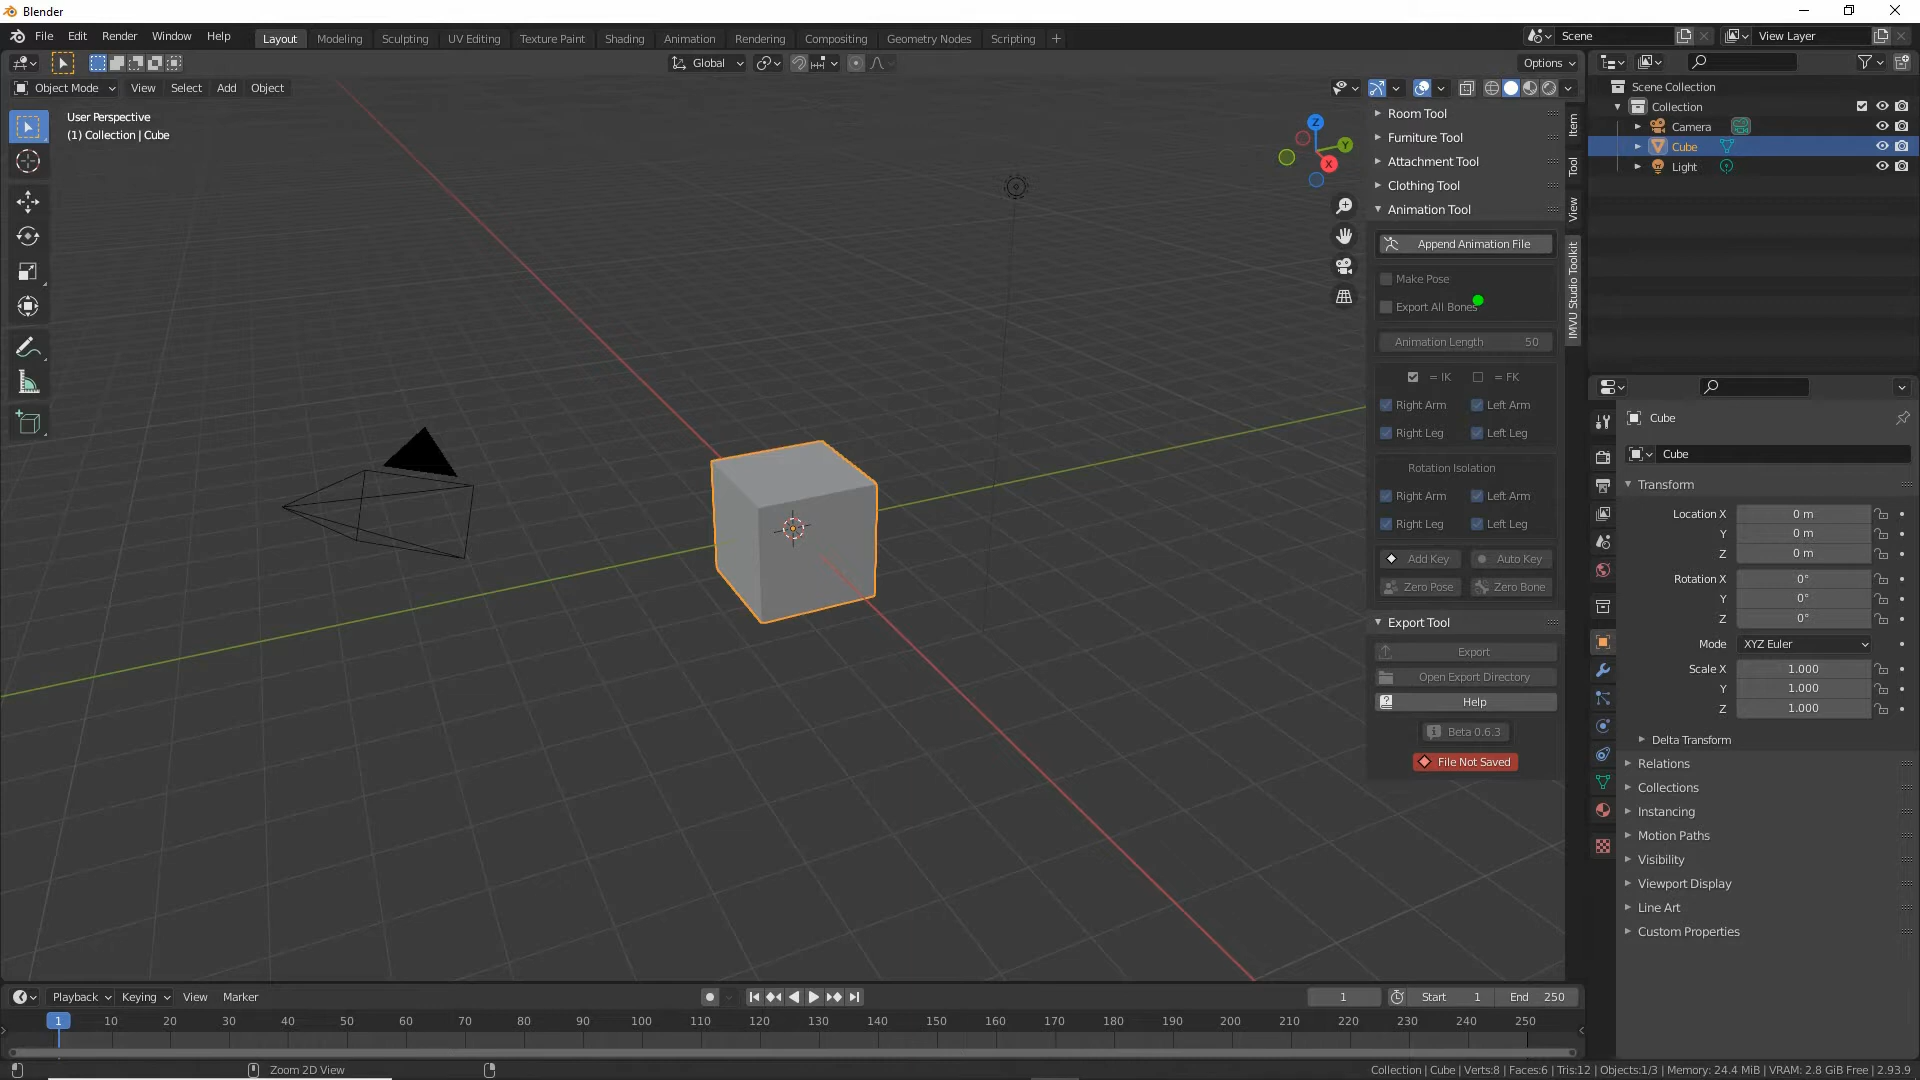 Blender
File Edit Render Window Help
Layout Modeling Sculpting UV Editing Texture Paint Shading Animation Rendering Compositing Geometry Nodes Scripting +
Scene
View Layer
Global
Options
Object Mode View Select Add Object
User Perspective
(1) Collection | Cube
Z
Y
X
Room Tool
Furniture Tool
Attachment Tool
Clothing Tool
Animation Tool
Append Animation File
Make Pose
Export All Bones
Animation Length 50
= IK = FK
Right Arm Left Arm
Right Leg Left Leg
Rotation Isolation
Right Arm Left Arm
Right Leg Left Leg
Add Key Auto Key
Zero Pose Zero Bone
Export Tool
Export
Open Export Directory
Help
Beta 0.6.3
File Not Saved
Item
Tool
View
IMVU Studio Toolkit
Scene Collection
Collection
Camera
Cube
Light
Cube
Cube
Transform
Location X 0 m
Y 0 m
Z 0 m
Rotation X 0°
Y 0°
Z 0°
Mode XYZ Euler
Scale X 1.000
Y 1.000
Z 1.000
Delta Transform
Relations
Collections
Instancing
Motion Paths
Visibility
Viewport Display
Line Art
Custom Properties
Playback Keying View Marker
1 Start 1 End 250
1 10 20 30 40 50 60 70 80 90 100 110 120 130 140 150 160 170 180 190 200 210 220 230 240 250
Zoom 2D View
Collection | Cube | Verts:8 | Faces:6 | Tris:12 | Objects:1/3 | Memory: 24.4 MiB | VRAM: 2.8 GiB Free | 2.93.9